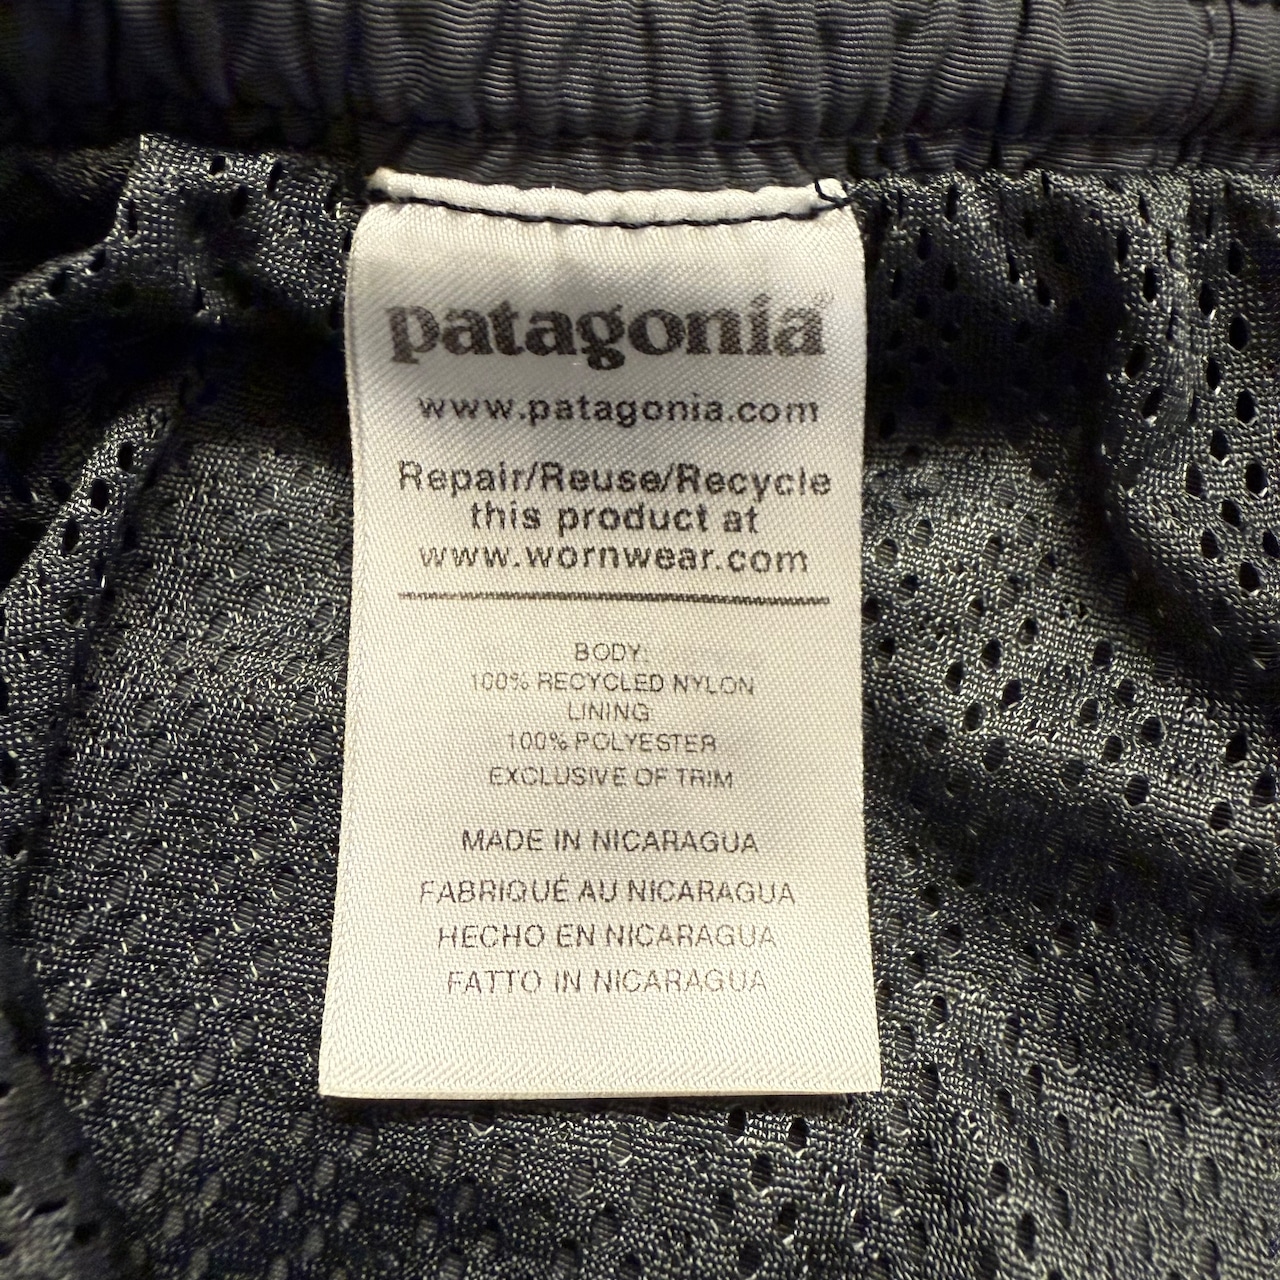 patagonia®
www.patagonia.com
Repair/Reuse/Recycle
this product at
www.wornwear.com
BODY:
100% RECYCLED NYLON
LINING
100% POLYESTER
EXCLUSIVE OF TRIM
MADE IN NICARAGUA
FABRIQUÉ AU NICARAGUA
HECHO EN NICARAGUA
FATTO IN NICARAGUA